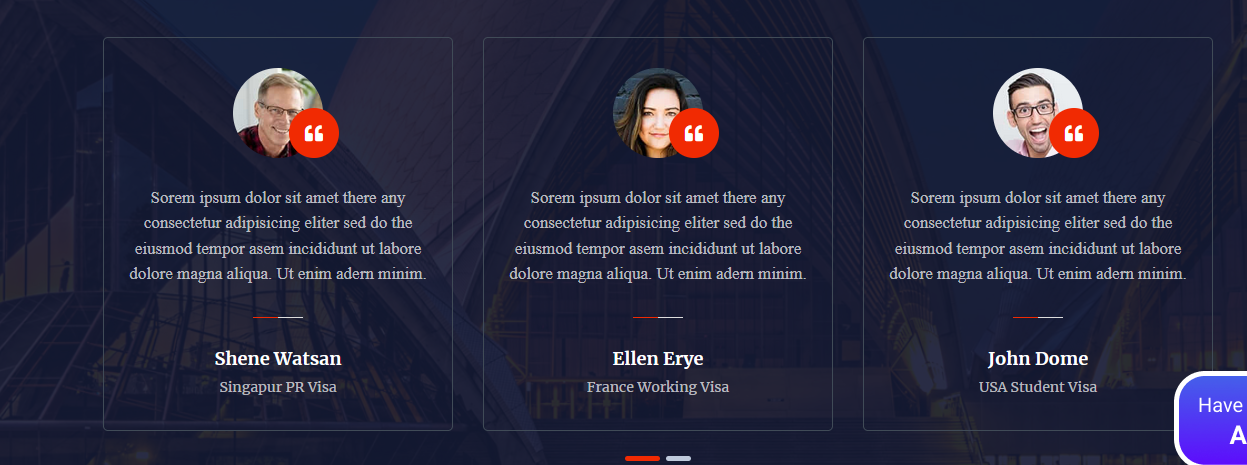 Sorem ipsum dolor sit amet there any
consectetur adipisicing eliter sed do the
eiusmod tempor asem incididunt ut labore
dolore magna aliqua. Ut enim adern minim.
Shene Watsan
Singapur PR Visa
Sorem ipsum dolor sit amet there any
consectetur adipisicing eliter sed do the
eiusmod tempor asem incididunt ut labore
dolore magna aliqua. Ut enim adern minim.
Ellen Erye
France Working Visa
Sorem ipsum dolor sit amet there any
consectetur adipisicing eliter sed do the
eiusmod tempor asem incididunt ut labore
dolore magna aliqua. Ut enim adern minim.
John Dome
USA Student Visa
Have
A